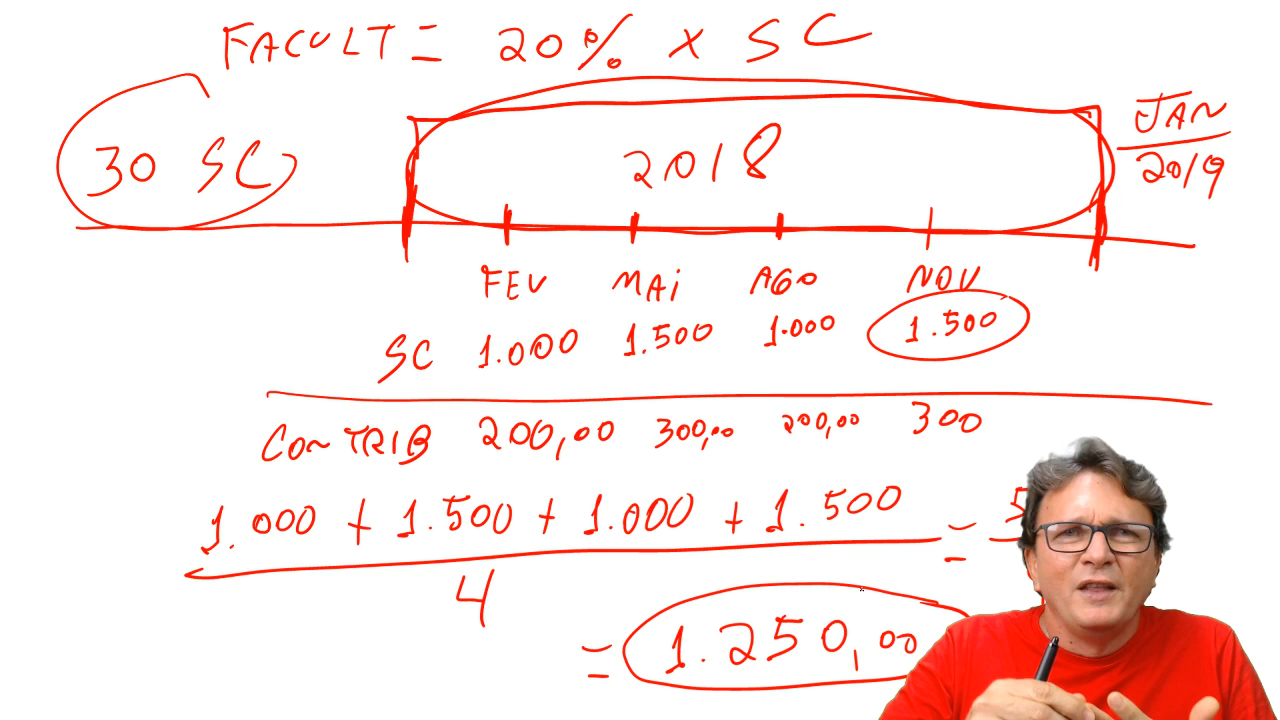 FACULT = 20% X SC
30 SC
2018
JAN
2019
FEV MAI AGO NOV
SC 1.000 1.500 1.000 1.500
CONTRIB 200,00 300,00 200,00 300
1.000 + 1.500 + 1.000 + 1.500 = 5
4
= 1.250,00